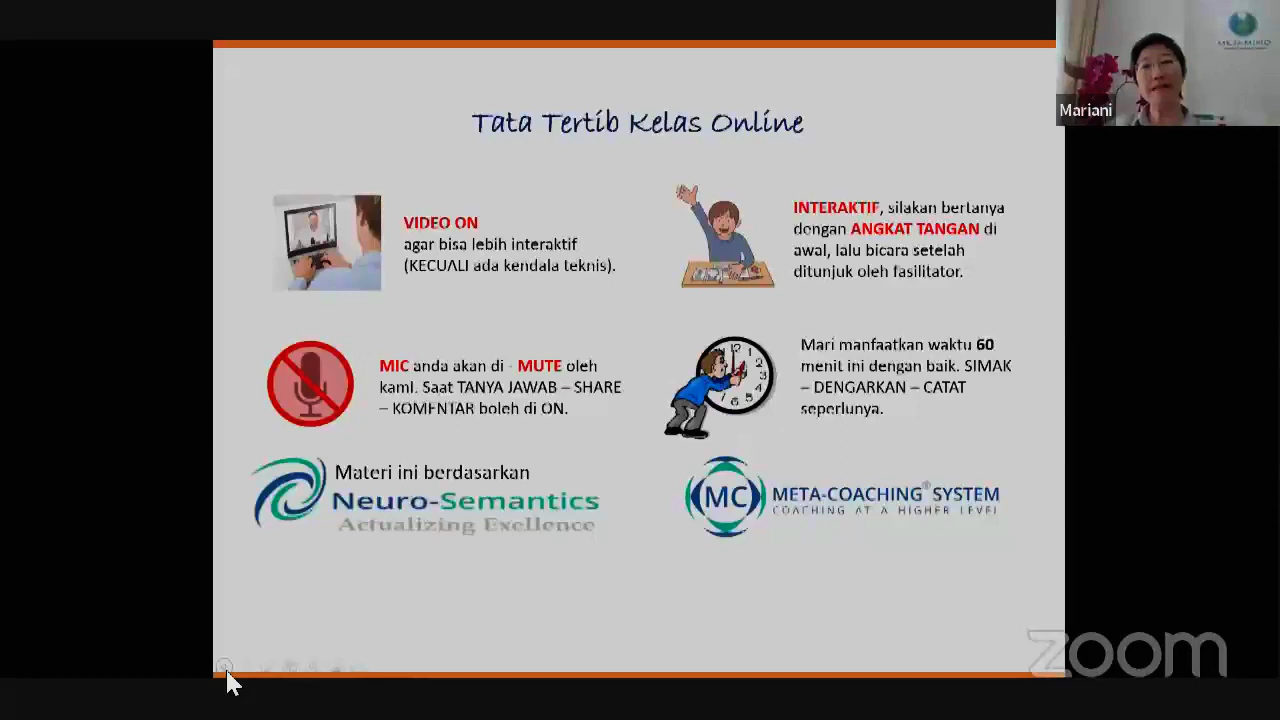 Tata Tertib Kelas Online
VIDEO ON
agar bisa lebih interaktif
(KECUALI ada kendala teknis).
INTERAKTIF, silakan bertanya
dengan ANGKAT TANGAN di
awal, lalu bicara setelah
ditunjuk oleh fasilitator.
MIC anda akan di - MUTE oleh
kami. Saat TANYA JAWAB – SHARE
– KOMENTAR boleh di ON.
Mari manfaatkan waktu 60
menit ini dengan baik. SIMAK
– DENGARKAN – CATAT
seperlunya.
Materi ini berdasarkan
Neuro-Semantics
Actualizing Exellence
MC META-COACHING® SYSTEM
COACHING AT A HIGHER LEVEL
Mariani
METAMIND
zoom